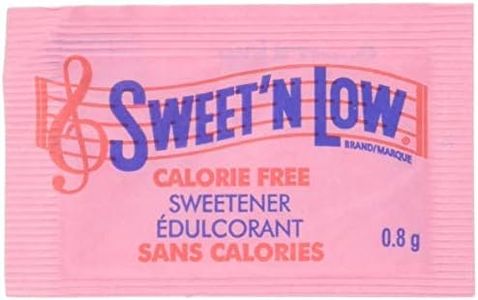 SWEET'N LOW®
BRAND/MARQUE
CALORIE FREE
SWEETENER
ÉDULCORANT
SANS CALORIES
0.8 g